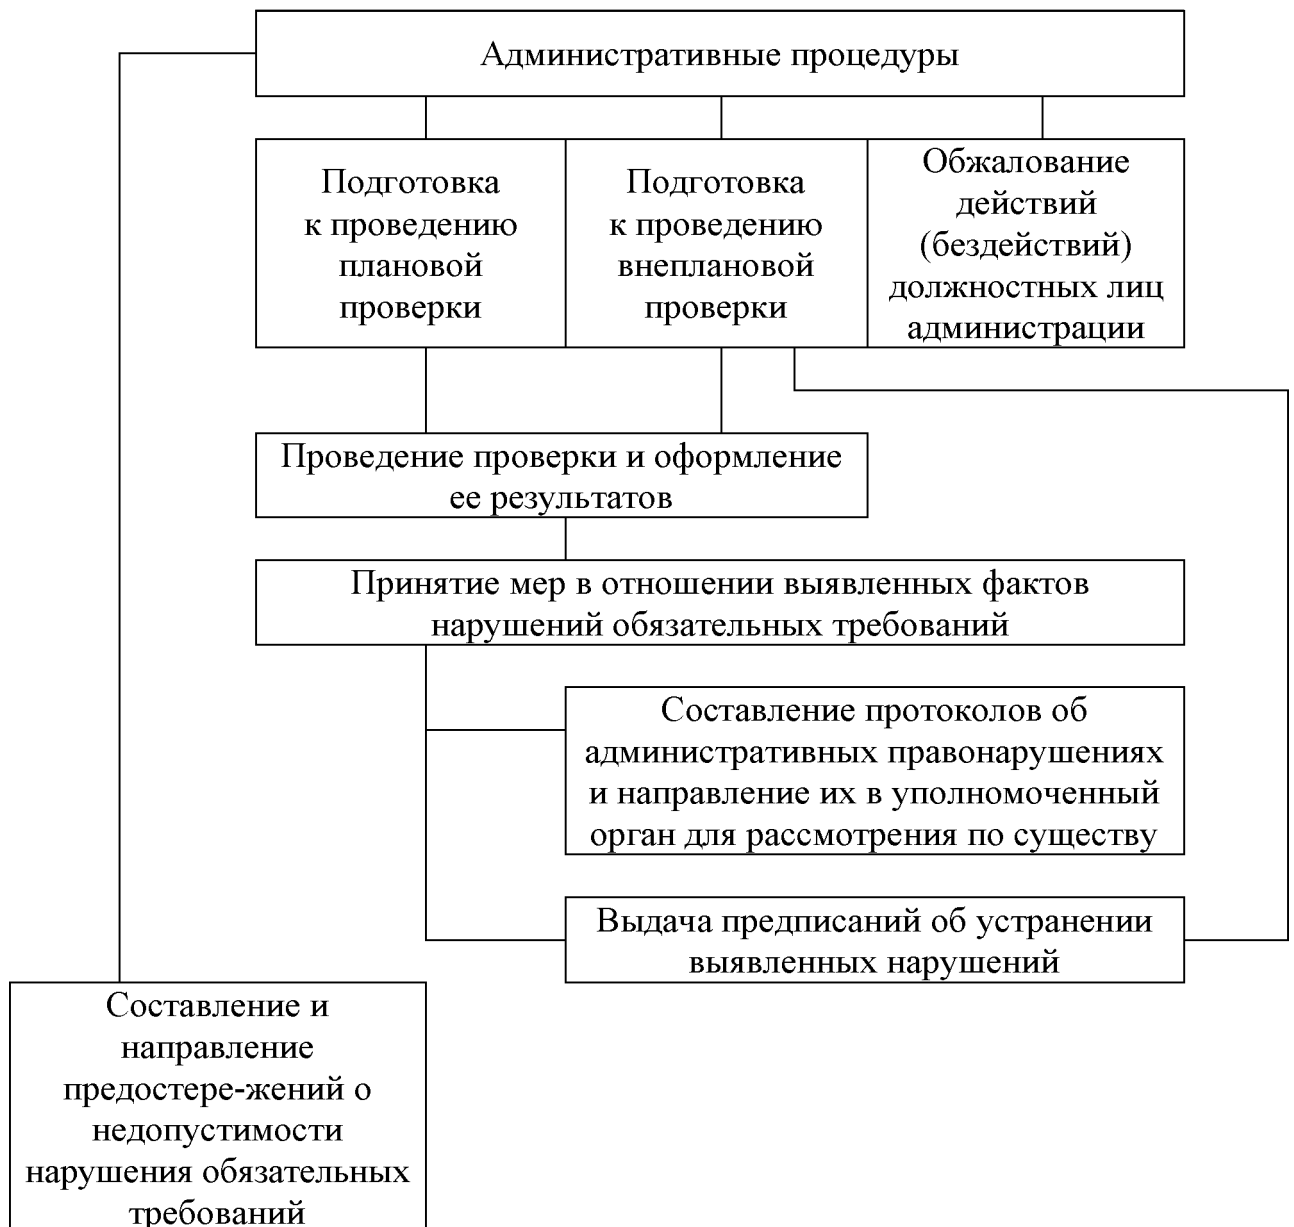 Административные процедуры
Подготовка
к проведению
плановой
проверки
Подготовка
к проведению
внеплановой
проверки
Обжалование
действий
(бездействий)
должностных лиц
администрации
Проведение проверки и оформление
ее результатов
Принятие мер в отношении выявленных фактов
нарушений обязательных требований
Составление протоколов об
административных правонарушениях
и направление их в уполномоченный
орган для рассмотрения по существу
Выдача предписаний об устранении
выявленных нарушений
Составление и
направление
предостере-жений о
недопустимости
нарушения обязательных
требований